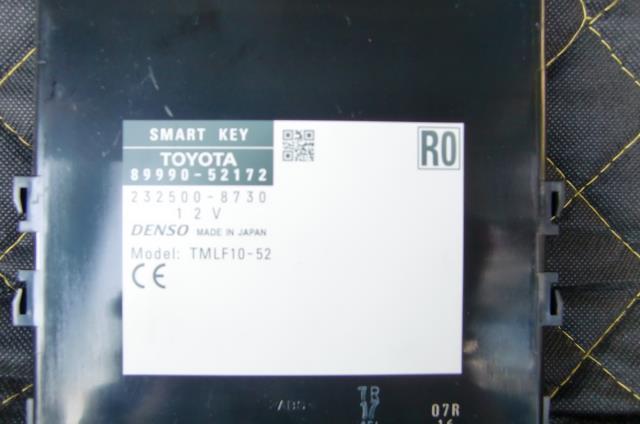 SMART KEY
TOYOTA
89990-52172
232500-8730
12V
DENSO MADE IN JAPAN
Model: TMLF10-52
CE
R0
07R